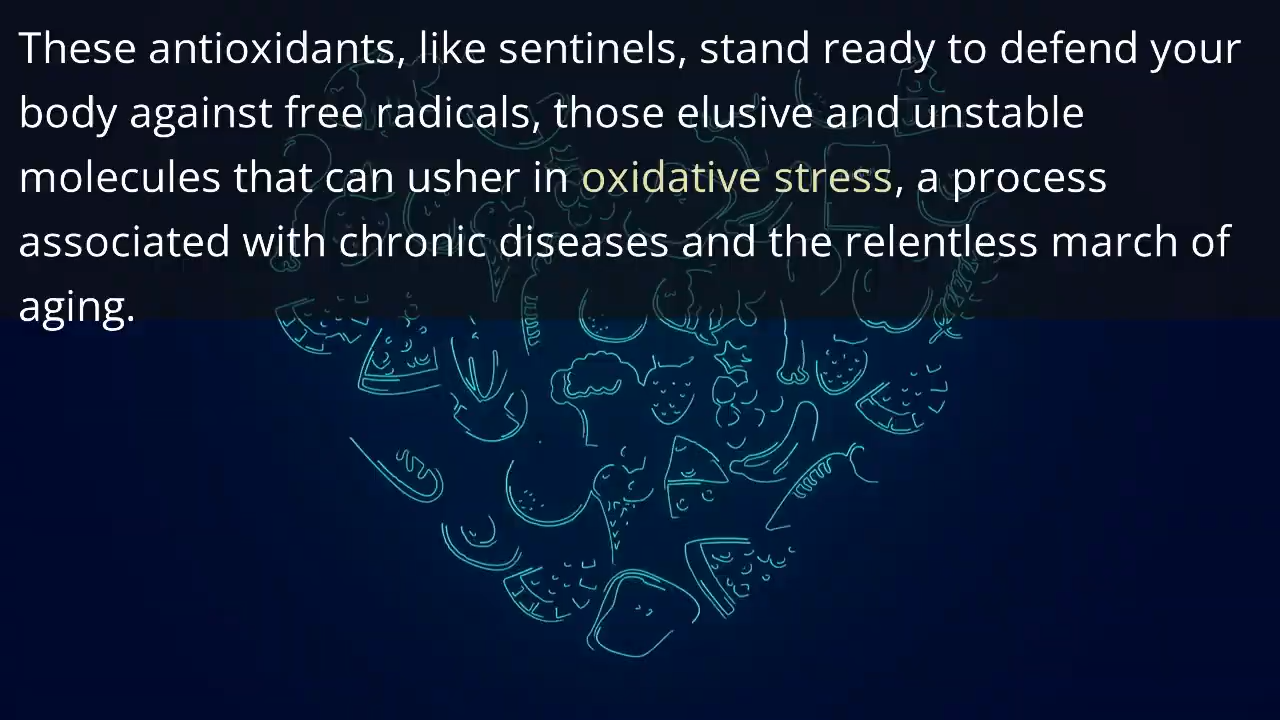 These antioxidants, like sentinels, stand ready to defend your
body against free radicals, those elusive and unstable
molecules that can usher in oxidative stress, a process
associated with chronic diseases and the relentless march of
aging.